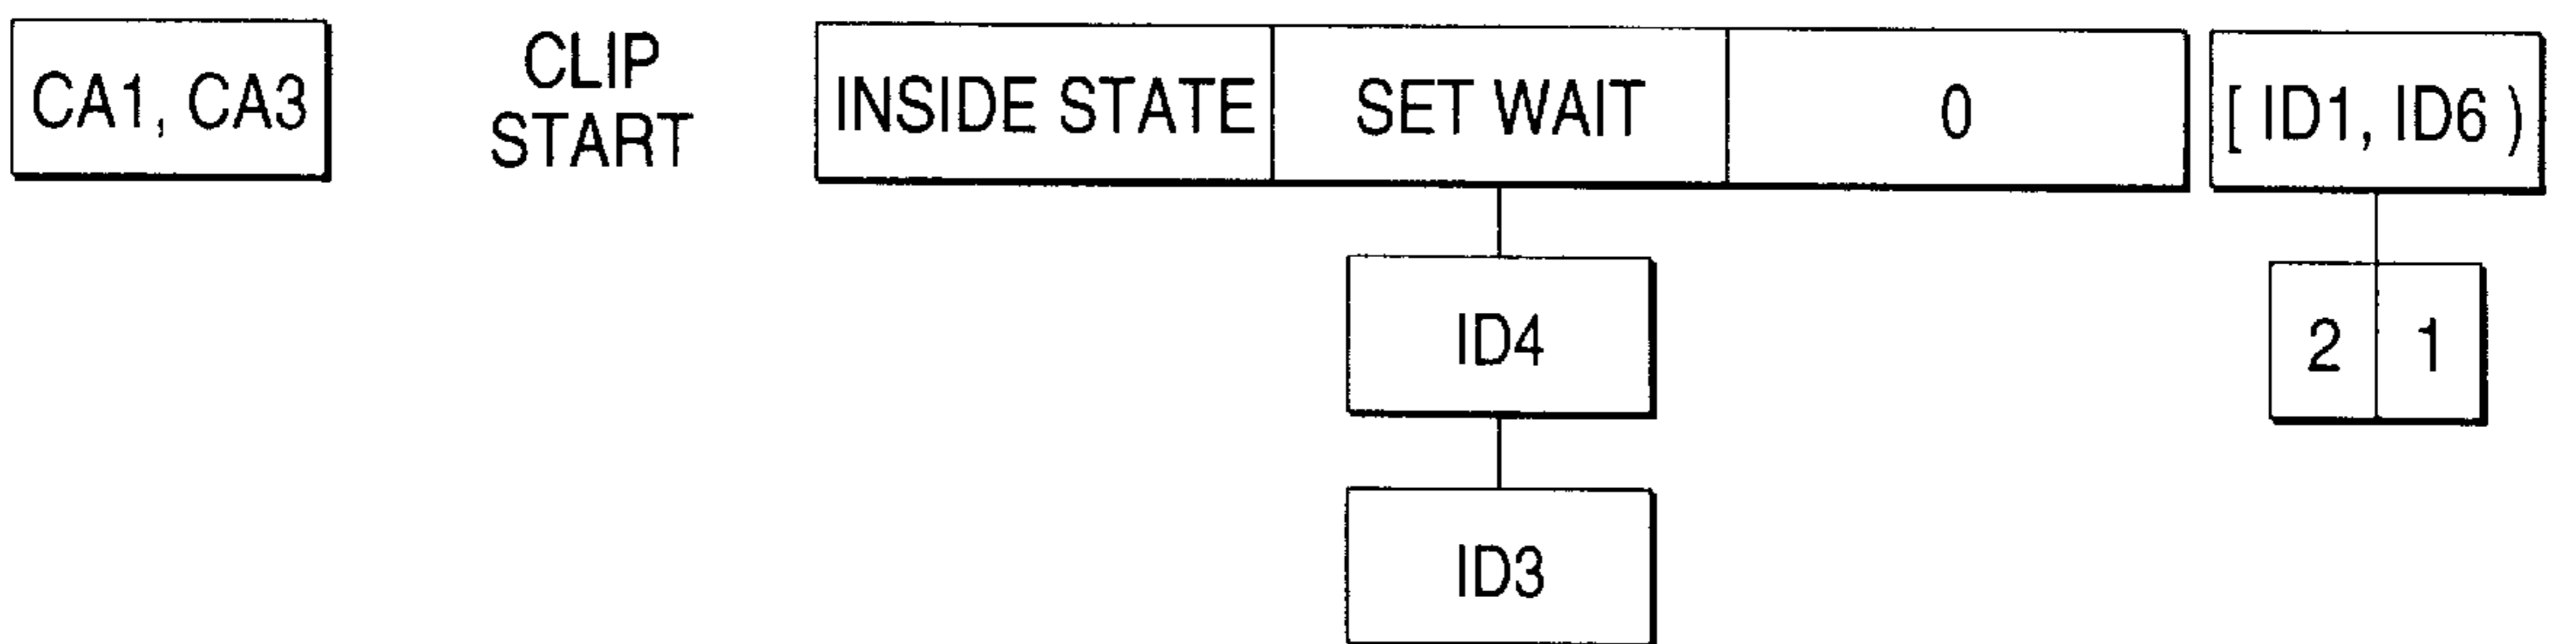 CA1, CA3
CLIP
START
INSIDE STATE
SET WAIT
0
[ ID1, ID6 )
ID4
2
1
ID3